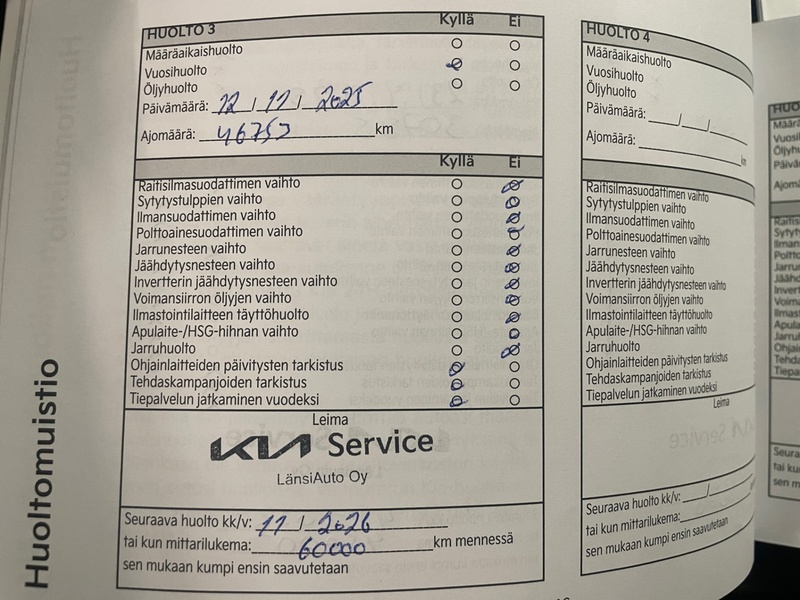 Huoltomuistio
HUOLTO 3 Kyllä Ei
Määräaikaishuolto
Vuosihuolto
Öljyhuolto
Päivämäärä: 12 / 11 / 2025
Ajomäärä: 46753 km
Kyllä Ei
Raitisilmasuodattimen vaihto
Sytytystulppien vaihto
Ilmansuodattimen vaihto
Polttoainesuodattimen vaihto
Jarrunesteen vaihto
Jäähdytysnesteen vaihto
Invertterin jäähdytysnesteen vaihto
Voimansiirron öljyjen vaihto
Ilmastointilaitteen täyttöhuolto
Apulaite-/HSG-hihnan vaihto
Jarruhuolto
Ohjainlaitteiden päivitysten tarkistus
Tehdaskampanjoiden tarkistus
Tiepalvelun jatkaminen vuodeksi
Leima
KIA Service
LänsiAuto Oy
Seuraava huolto kk/v: 11 / 2026
tai kun mittarilukema: 60000 km mennessä
sen mukaan kumpi ensin saavutetaan
HUOLTO 4
Määräaikaishuolto
Vuosihuolto
Öljyhuolto
Päivämäärä: / /
Ajomäärä: km
Raitisilmasuodattimen vaihto
Sytytystulppien vaihto
Ilmansuodattimen vaihto
Polttoainesuodattimen vaihto
Jarrunesteen vaihto
Jäähdytysnesteen vaihto
Invertterin jäähdytysnesteen vaihto
Voimansiirron öljyjen vaihto
Ilmastointilaitteen täyttöhuolto
Apulaite-/HSG-hihnan vaihto
Jarruhuolto
Ohjainlaitteiden päivitysten tarkistus
Tehdaskampanjoiden tarkistus
Tiepalvelun jatkaminen vuodeksi
Leima
Seuraava huolto kk/v: /
tai kun mittarilukema:
sen mukaan kumpi ensin saavutetaan